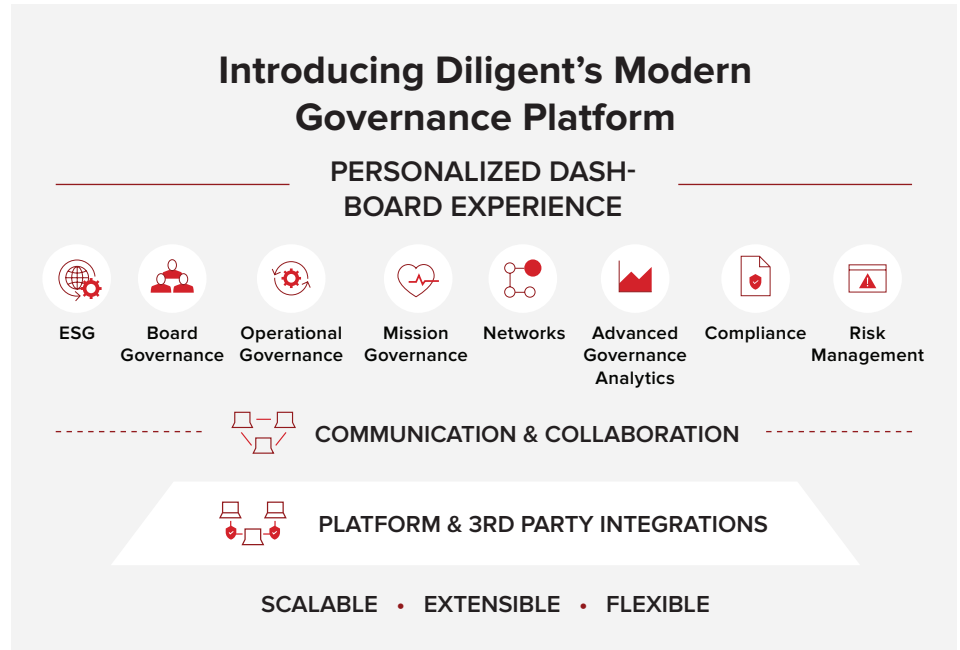 Introducing Diligent’s Modern
Governance Platform
PERSONALIZED DASH-
BOARD EXPERIENCE
ESG
Board
Governance
Operational
Governance
Mission
Governance
Networks
Advanced
Governance
Analytics
Compliance
Risk
Management
COMMUNICATION & COLLABORATION
PLATFORM & 3RD PARTY INTEGRATIONS
SCALABLE • EXTENSIBLE • FLEXIBLE